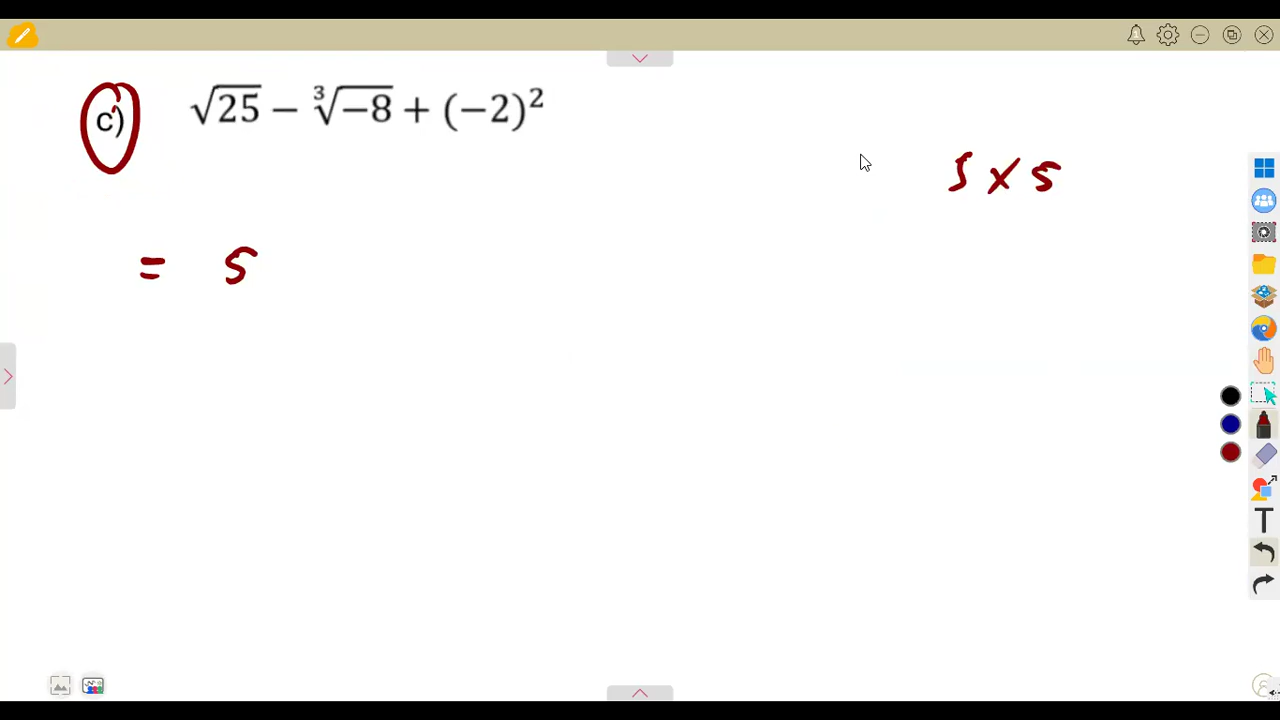 c) √25 − ∛−8 + (−2)²
5 × 5
= 5